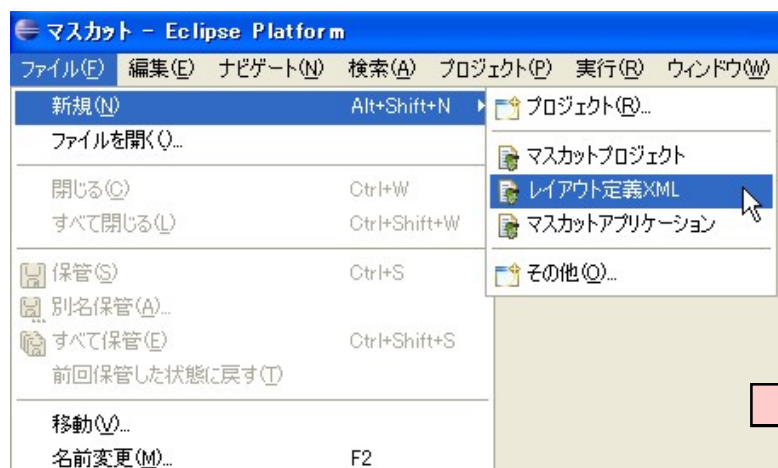 マスカット - Eclipse Platform
ファイル(F) 編集(E) ナビゲート(N) 検索(A) プロジェクト(P) 実行(R) ウィンドウ(W)
新規(N) Alt+Shift+N
ファイルを開く()...
閉じる(C) Ctrl+W
すべて閉じる(L) Ctrl+Shift+W
保管(S) Ctrl+S
別名保管(A)...
すべて保管(E) Ctrl+Shift+S
前回保管した状態に戻す(T)
移動(V)...
名前変更(M)... F2
プロジェクト(R)...
マスカットプロジェクト
レイアウト定義XML
マスカットアプリケーション
その他(O)...